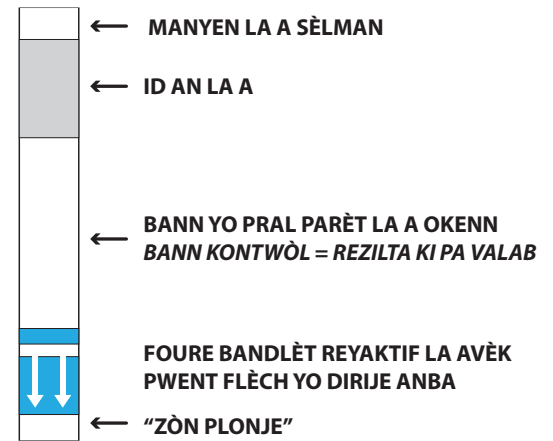 MANYEN LA A SÈLMAN
ID AN LA A
BANN YO PRAL PARÈT LA A OKENN
BANN KONTWÒL = REZILTA KI PA VALAB
FOURE BANDLÈT REYAKTIF LA AVÈK
PWENT FLÈCH YO DIRIJE ANBA
“ZÒN PLONJE”